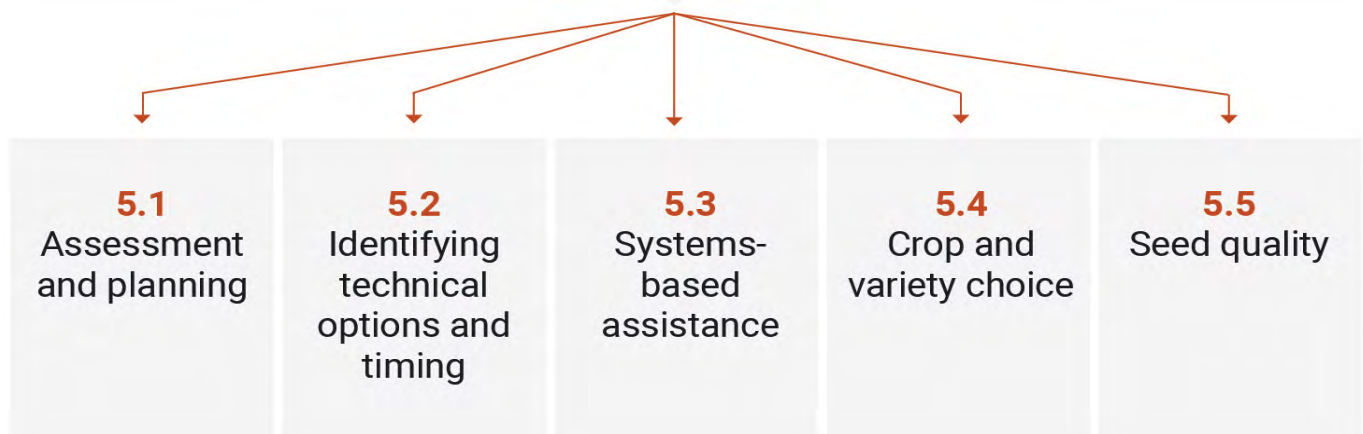 5.1
Assessment
and planning
5.2
Identifying
technical
options and
timing
5.3
Systems-
based
assistance
5.4
Crop and
variety choice
5.5
Seed quality